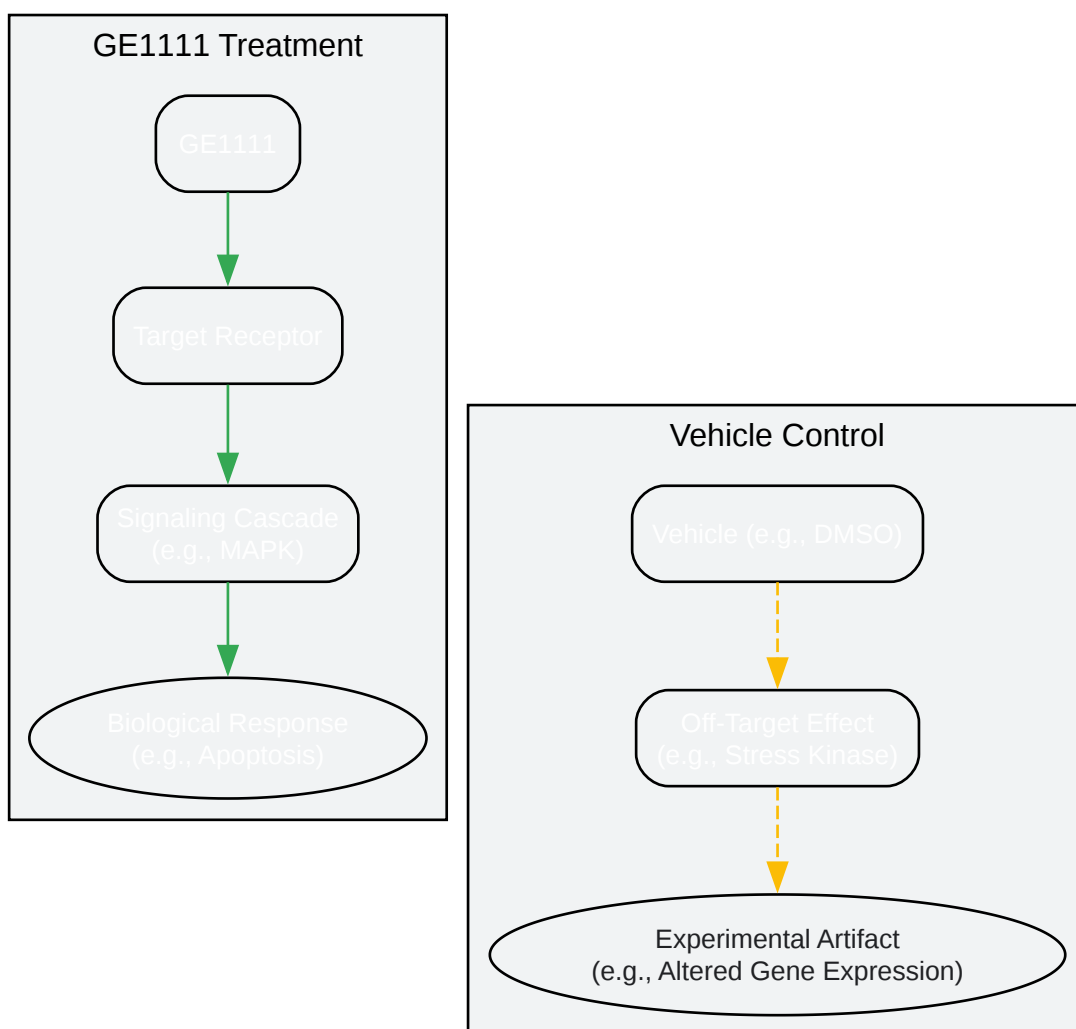 GE1111 Treatment
GE1111
Target Receptor
Signaling Cascade
(e.g., MAPK)
Biological Response
(e.g., Apoptosis)
Vehicle Control
Vehicle (e.g., DMSO)
Off-Target Effect
(e.g., Stress Kinase)
Experimental Artifact
(e.g., Altered Gene Expression)